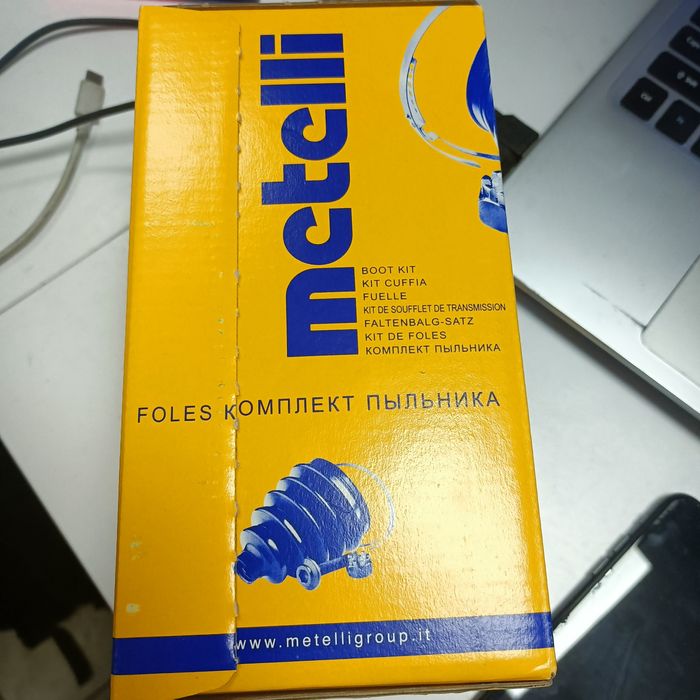 metelli
BOOT KIT
KIT CUFFIA
FUELLE
KIT DE SOUFFLET DE TRANSMISSION
FALTENBALG-SATZ
KIT DE FOLES
КОМПЛЕКТ ПЫЛЬНИКА
FOLES КОМПЛЕКТ ПЫЛЬНИКА
www.metelligroup.it